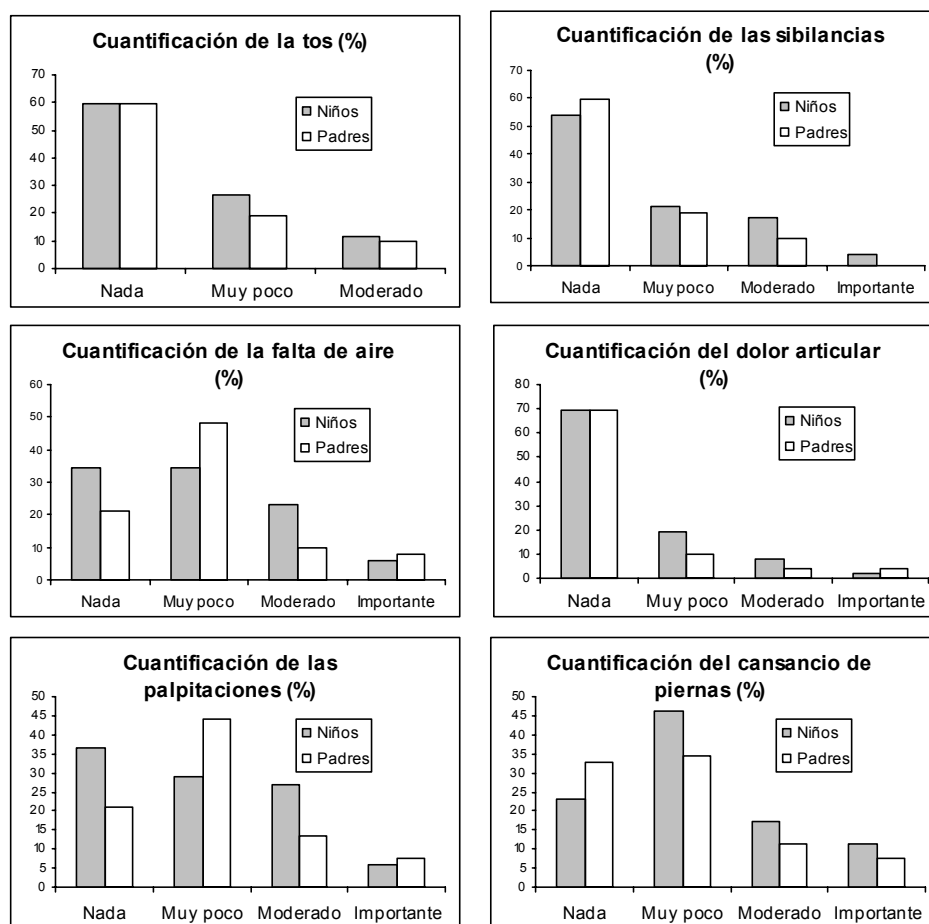 Cuantificación de la tos (%)
70
60
50
40
30
20
10
0
Niños
Padres
Nada Muy poco Moderado
Cuantificación de las sibilancias
(%)
70
60
50
40
30
20
10
0
Niños
Padres
Nada Muy poco Moderado Importante
Cuantificación de la falta de aire
(%)
60
50
40
30
20
10
0
Niños
Padres
Nada Muy poco Moderado Importante
Cuantificación del dolor articular
(%)
80
70
60
50
40
30
20
10
0
Niños
Padres
Nada Muy poco Moderado Importante
Cuantificación de las
palpitaciones (%)
50
45
40
35
30
25
20
15
10
5
0
Niños
Padres
Nada Muy poco Moderado Importante
Cuantificación del cansancio de
piernas (%)
50
45
40
35
30
25
20
15
10
5
0
Niños
Padres
Nada Muy poco Moderado Importante